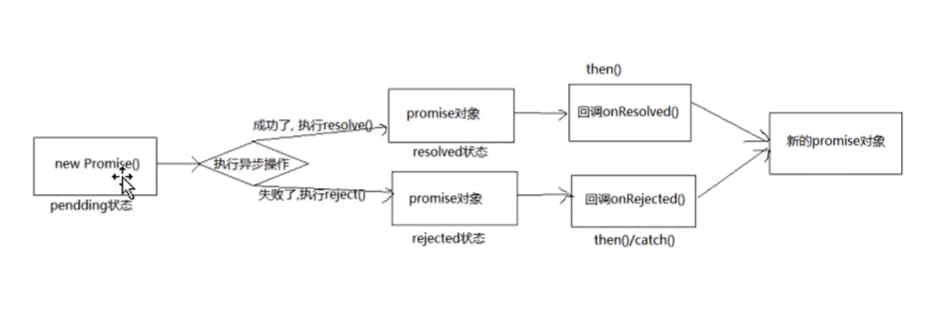 new Promise()
pendding状态
执行异步操作
成功了, 执行resolve()
失败了,执行reject()
promise对象
resolved状态
promise对象
rejected状态
then()
回调onResolved()
回调onRejected()
then()/catch()
新的promise对象